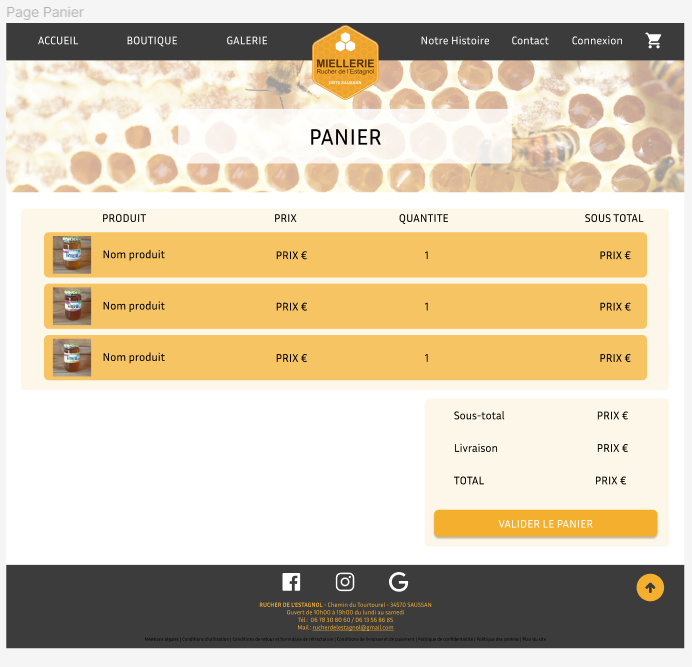 Page Panier
ACCUEIL BOUTIQUE GALERIE Notre Histoire Contact Connexion
MIELLERIE
Rucher de l'Estagnol
34570 SAUSSAN
PANIER
PRODUIT PRIX QUANTITE SOUS TOTAL
Nom produit PRIX € 1 PRIX €
Nom produit PRIX € 1 PRIX €
Nom produit PRIX € 1 PRIX €
Sous-total PRIX €
Livraison PRIX €
TOTAL PRIX €
VALIDER LE PANIER
RUCHER DE L'ESTAGNOL - Chemin du Tourtourel - 34570 SAUSSAN
Ouvert de 10h00 à 19h00 du lundi au samedi
Tél. : 06 78 30 80 60 / 06 13 56 86 85
Mail : rucherdelestagnol@gmail.com
Mentions légales | Conditions d'utilisation | Conditions de retour et formulaire de rétractation | Conditions de livraison et de paiement | Politique de confidentialité | Politique des cookies | Plan du site